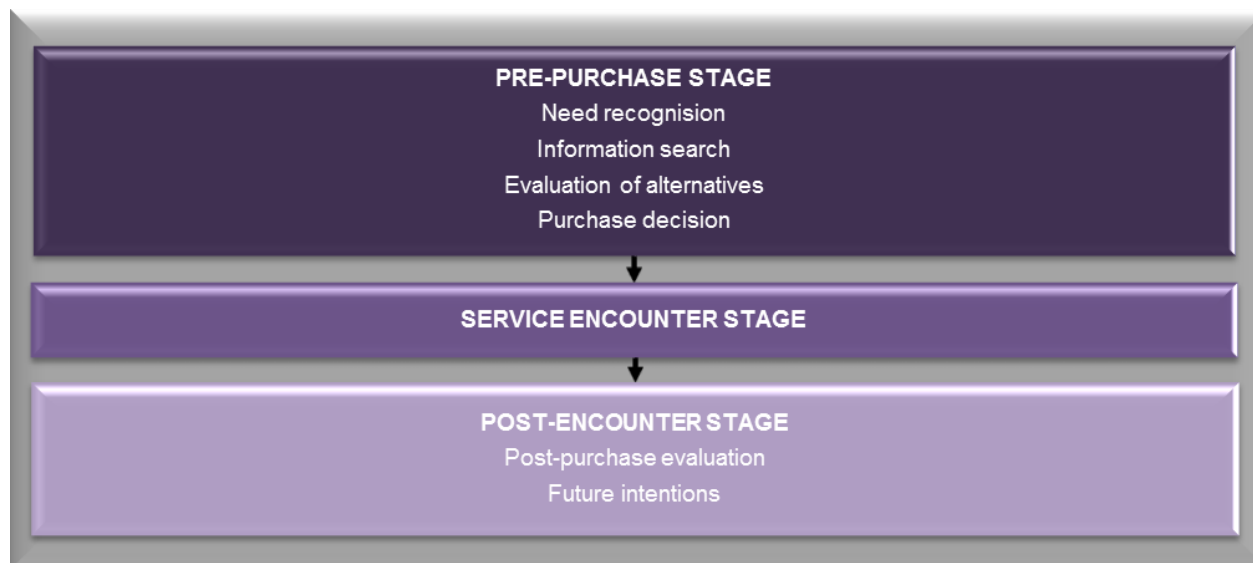 PRE-PURCHASE STAGE
Need recognision
Information search
Evaluation of alternatives
Purchase decision
SERVICE ENCOUNTER STAGE
POST-ENCOUNTER STAGE
Post-purchase evaluation
Future intentions